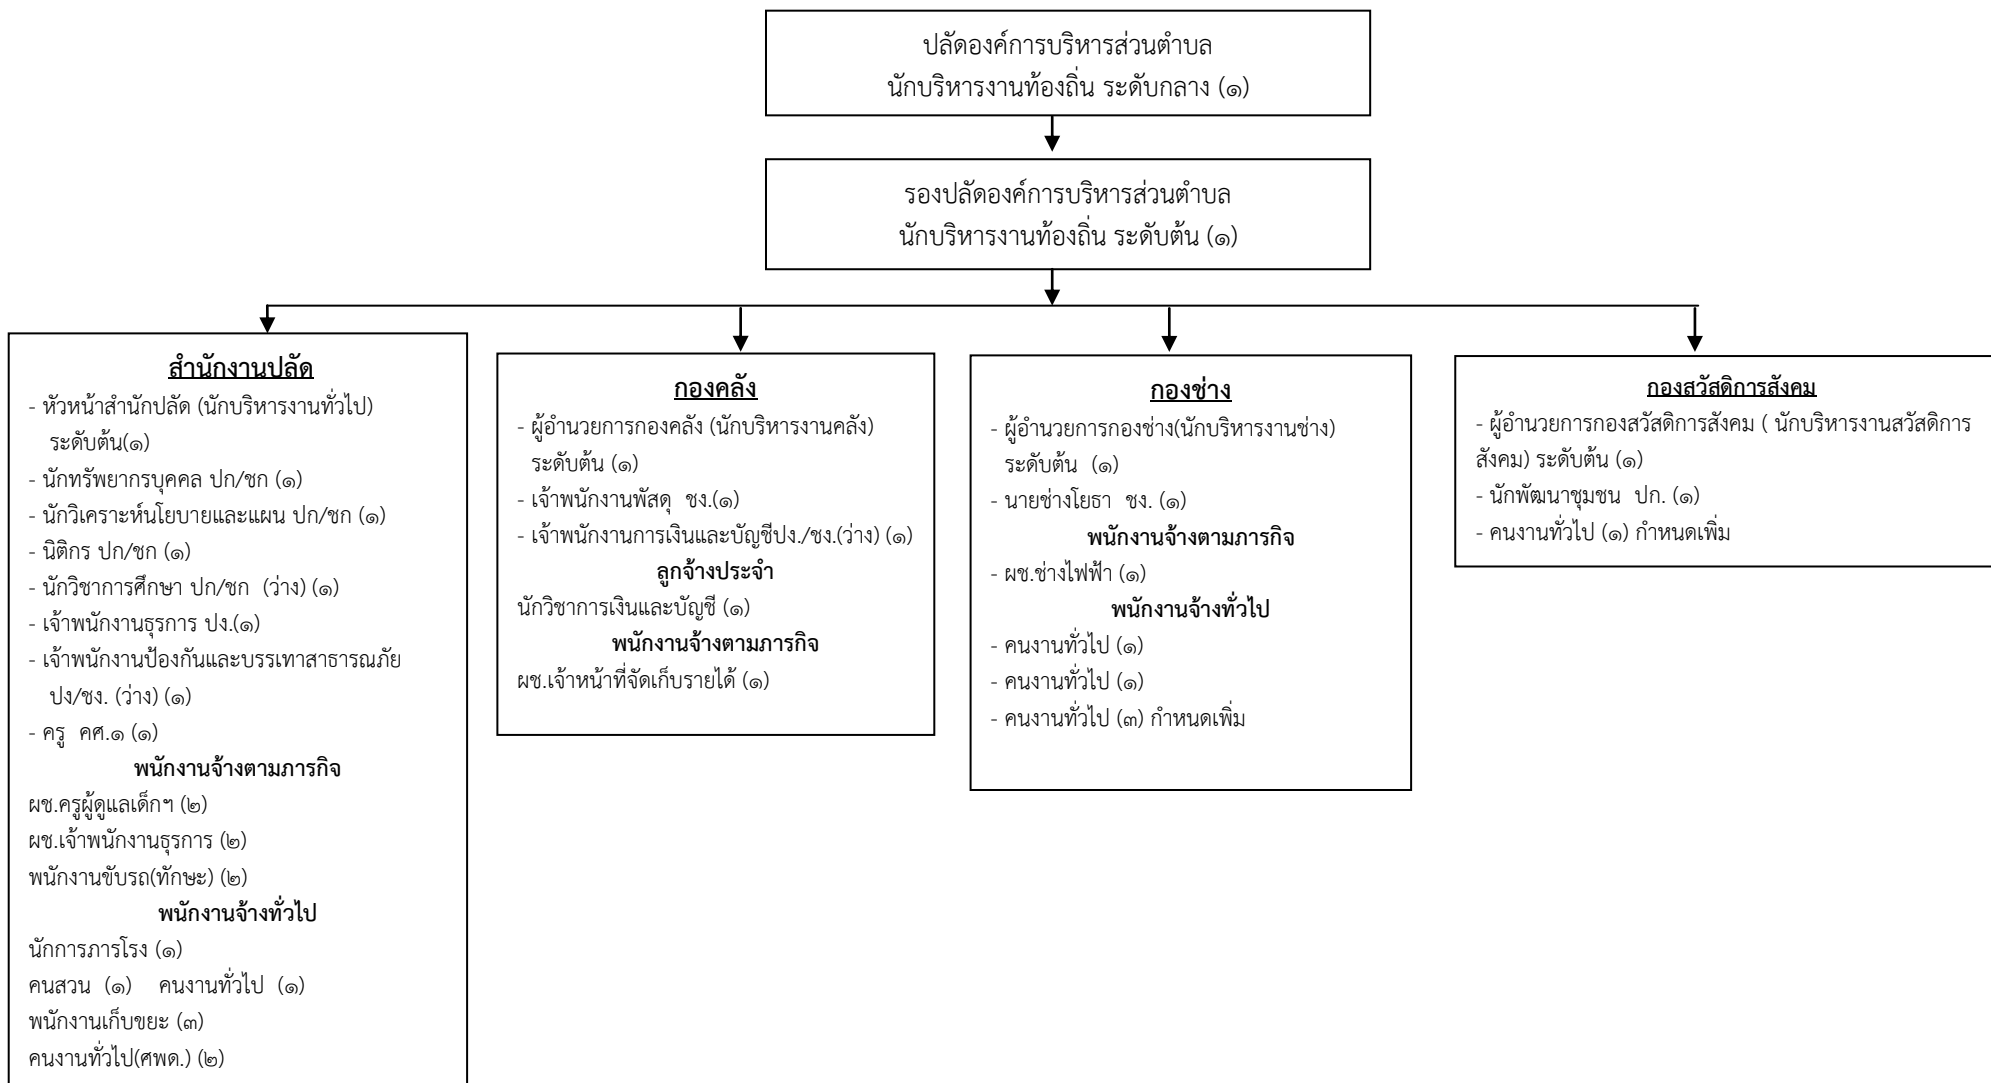 ปลัดองค์การบริหารส่วนตำบล
นักบริหารงานท้องถิ่น ระดับกลาง (๑)
รองปลัดองค์การบริหารส่วนตำบล
นักบริหารงานท้องถิ่น ระดับต้น (๑)
สำนักงานปลัด
- หัวหน้าสำนักปลัด (นักบริหารงานทั่วไป)
ระดับต้น(๑)
- นักทรัพยากรบุคคล ปก/ชก (๑)
- นักวิเคราะห์นโยบายและแผน ปก/ชก (๑)
- นิติกร ปก/ชก (๑)
- นักวิชาการศึกษา ปก/ชก (ว่าง) (๑)
- เจ้าพนักงานธุรการ ปง.(๑)
- เจ้าพนักงานป้องกันและบรรเทาสาธารณภัย
ปง/ชง. (ว่าง) (๑)
- ครู คศ.๑ (๑)
พนักงานจ้างตามภารกิจ
ผช.ครูผู้ดูแลเด็กฯ (๒)
ผช.เจ้าพนักงานธุรการ (๒)
พนักงานขับรถ(ทักษะ) (๒)
พนักงานจ้างทั่วไป
นักการภารโรง (๑)
คนสวน (๑) คนงานทั่วไป (๑)
พนักงานเก็บขยะ (๓)
คนงานทั่วไป(ศพด.) (๒)
กองคลัง
- ผู้อำนวยการกองคลัง (นักบริหารงานคลัง)
ระดับต้น (๑)
- เจ้าพนักงานพัสดุ ชง.(๑)
- เจ้าพนักงานการเงินและบัญชีปง./ชง.(ว่าง) (๑)
ลูกจ้างประจำ
นักวิชาการเงินและบัญชี (๑)
พนักงานจ้างตามภารกิจ
ผช.เจ้าหน้าที่จัดเก็บรายได้ (๑)
กองช่าง
- ผู้อำนวยการกองช่าง(นักบริหารงานช่าง)
ระดับต้น (๑)
- นายช่างโยธา ชง. (๑)
พนักงานจ้างตามภารกิจ
- ผช.ช่างไฟฟ้า (๑)
พนักงานจ้างทั่วไป
- คนงานทั่วไป (๑)
- คนงานทั่วไป (๑)
- คนงานทั่วไป (๓) กำหนดเพิ่ม
กองสวัสดิการสังคม
- ผู้อำนวยการกองสวัสดิการสังคม ( นักบริหารงานสวัสดิการ
สังคม) ระดับต้น (๑)
- นักพัฒนาชุมชน ปก. (๑)
- คนงานทั่วไป (๑) กำหนดเพิ่ม